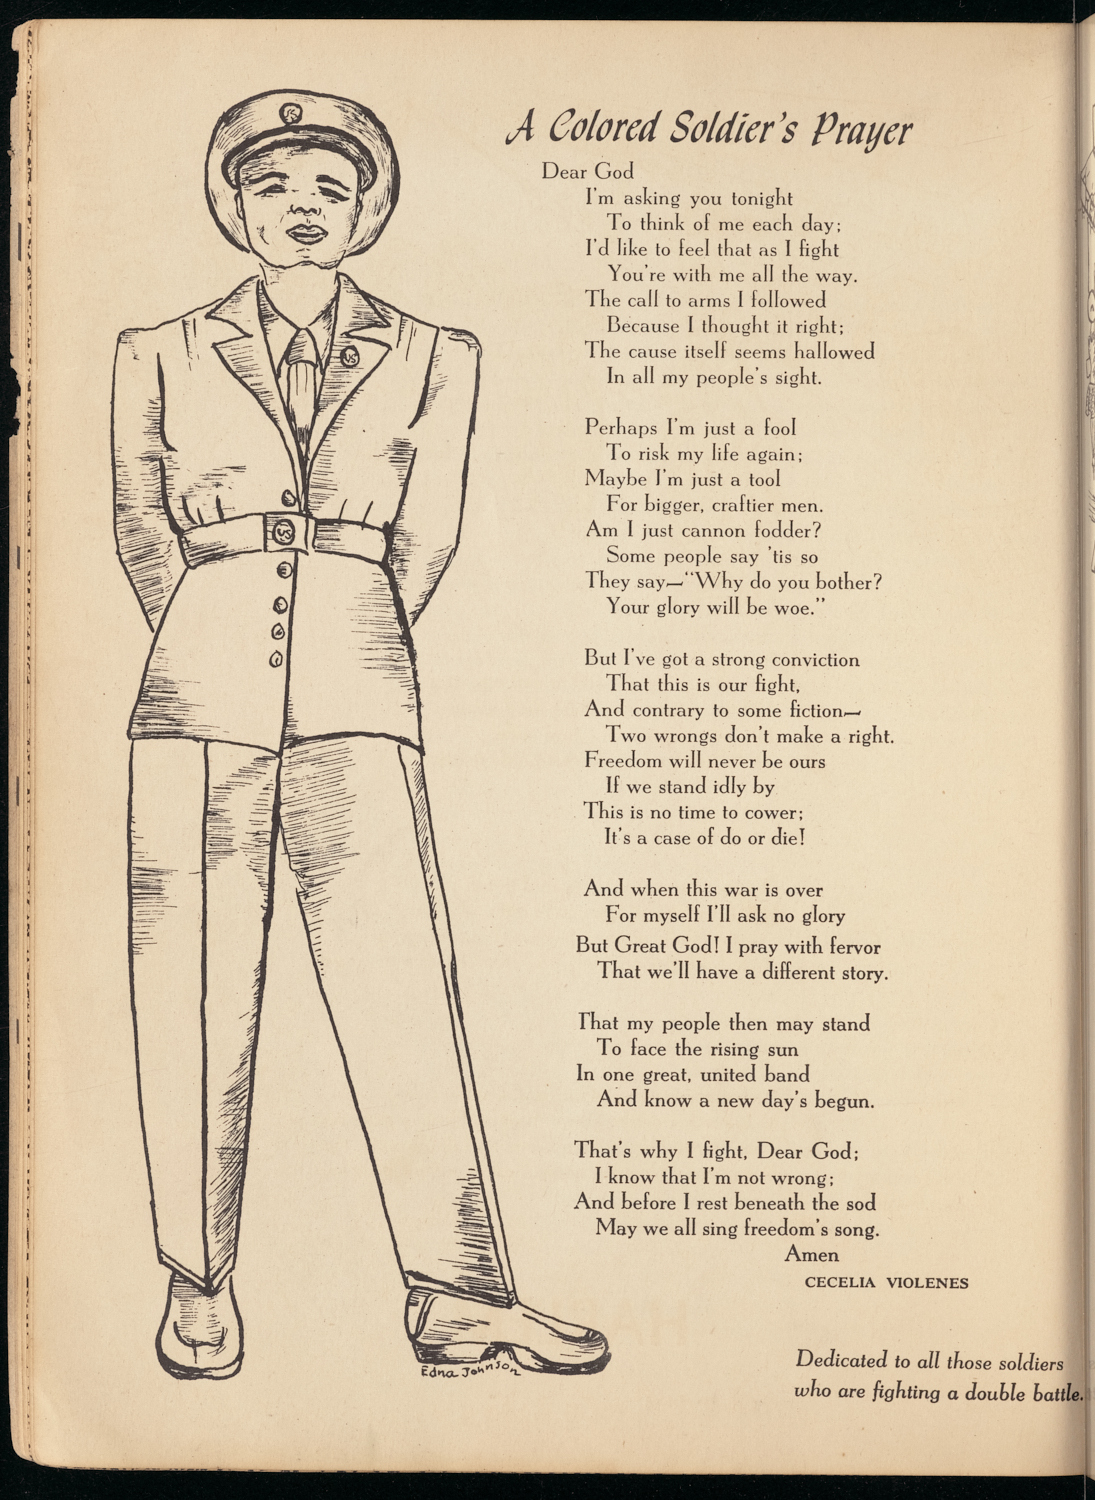 A Colored Soldier's Prayer
Dear God
I'm asking you tonight
To think of me each day;
I'd like to feel that as I fight
You're with me all the way.
The call to arms I followed
Because I thought it right;
The cause itself seems hallowed
In all my people's sight.
Perhaps I'm just a fool
To risk my life again;
Maybe I'm just a tool
For bigger, craftier men.
Am I just cannon fodder?
Some people say 'tis so
They say—"Why do you bother?
Your glory will be woe."
But I've got a strong conviction
That this is our fight,
And contrary to some fiction—
Two wrongs don't make a right.
Freedom will never be ours
If we stand idly by
This is no time to cower;
It's a case of do or die!
And when this war is over
For myself I'll ask no glory
But Great God! I pray with fervor
That we'll have a different story.
That my people then may stand
To face the rising sun
In one great, united band
And know a new day's begun.
That's why I fight, Dear God;
I know that I'm not wrong;
And before I rest beneath the sod
May we all sing freedom's song.
Amen
CECELIA VIOLENES
Dedicated to all those soldiers
who are fighting a double battle.
US
US
US
Edna Johnson